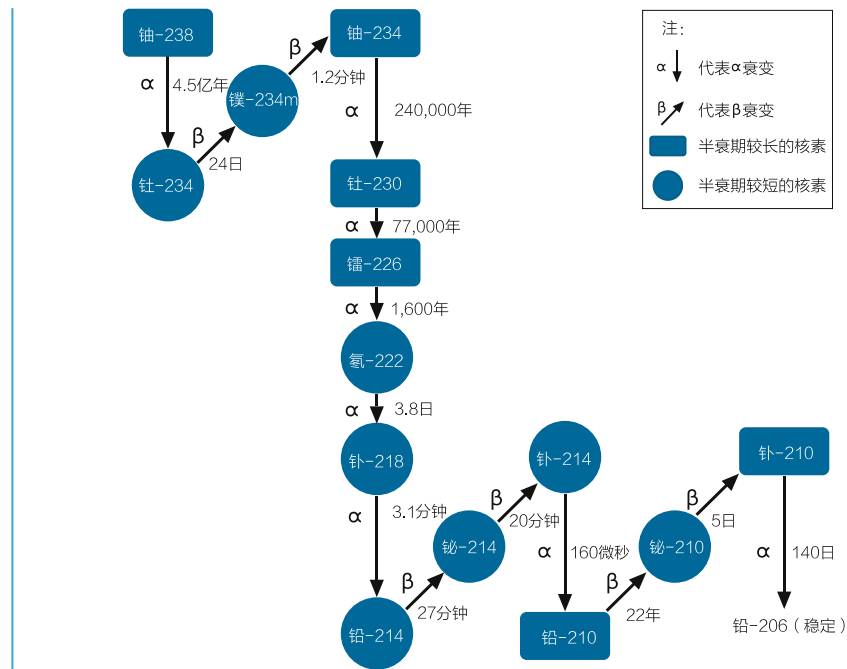 铀-238
α
4.5亿年
钍-234
β
24日
镤-234m
β
1.2分钟
铀-234
α
240,000年
钍-230
α
77,000年
镭-226
α
1,600年
氡-222
α
3.8日
钋-218
α
3.1分钟
铅-214
β
27分钟
铋-214
β
20分钟
钋-214
α
160微秒
铅-210
β
22年
铋-210
β
5日
钋-210
α
140日
铅-206（稳定）
注：
α 代表α衰变
β 代表β衰变
半衰期较长的核素
半衰期较短的核素